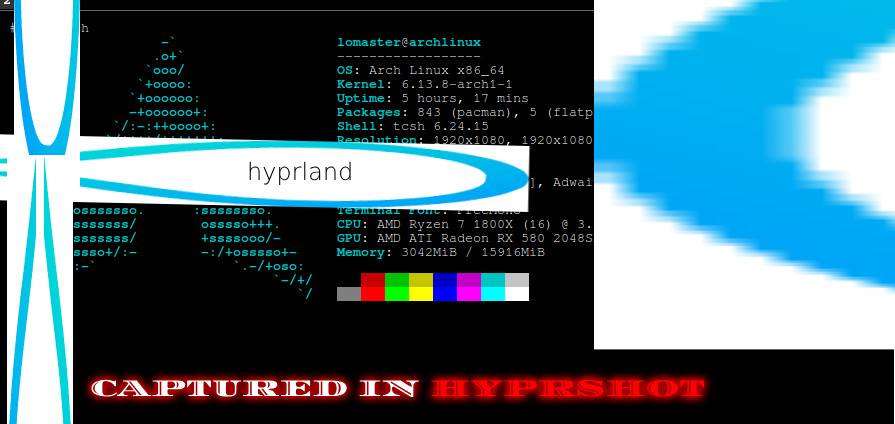 2
h
lomaster@archlinux
------------------
OS: Arch Linux x86_64
Kernel: 6.13.8-arch1-1
Uptime: 5 hours, 17 mins
Packages: 843 (pacman), 5 (flatp
Shell: tcsh 6.24.15
Resolution: 1920x1080, 1920x1080
hyprland
], Adwai
Terminal Font: FreeMono
CPU: AMD Ryzen 7 1800X (16) @ 3.
GPU: AMD ATI Radeon RX 580 2048S
Memory: 3042MiB / 15916MiB
CAPTURED IN HYPRSHOT